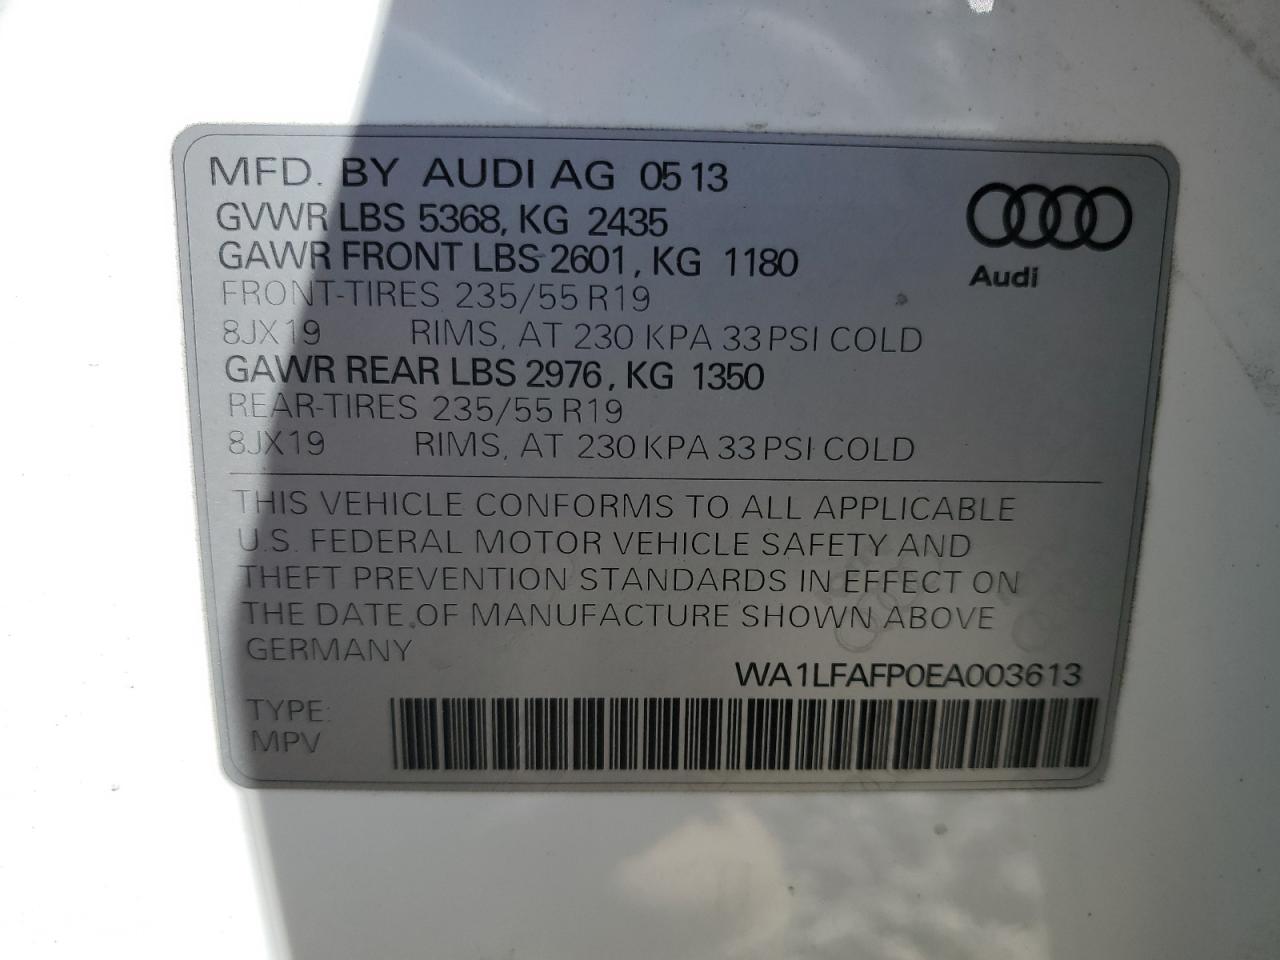 MFD. BY AUDI AG 0513
GVWR LBS 5368, KG 2435
GAWR FRONT LBS 2601, KG 1180
Audi
FRONT-TIRES 235/55 R19
8JX19 RIMS, AT 230 KPA 33 PSI COLD
GAWR REAR LBS 2976, KG 1350
REAR-TIRES 235/55 R19
8JX19 RIMS, AT 230 KPA 33 PSI COLD
THIS VEHICLE CONFORMS TO ALL APPLICABLE
U.S. FEDERAL MOTOR VEHICLE SAFETY AND
THEFT PREVENTION STANDARDS IN EFFECT ON
THE DATE OF MANUFACTURE SHOWN ABOVE
GERMANY
WA1LFAFP0EA003613
TYPE:
MPV